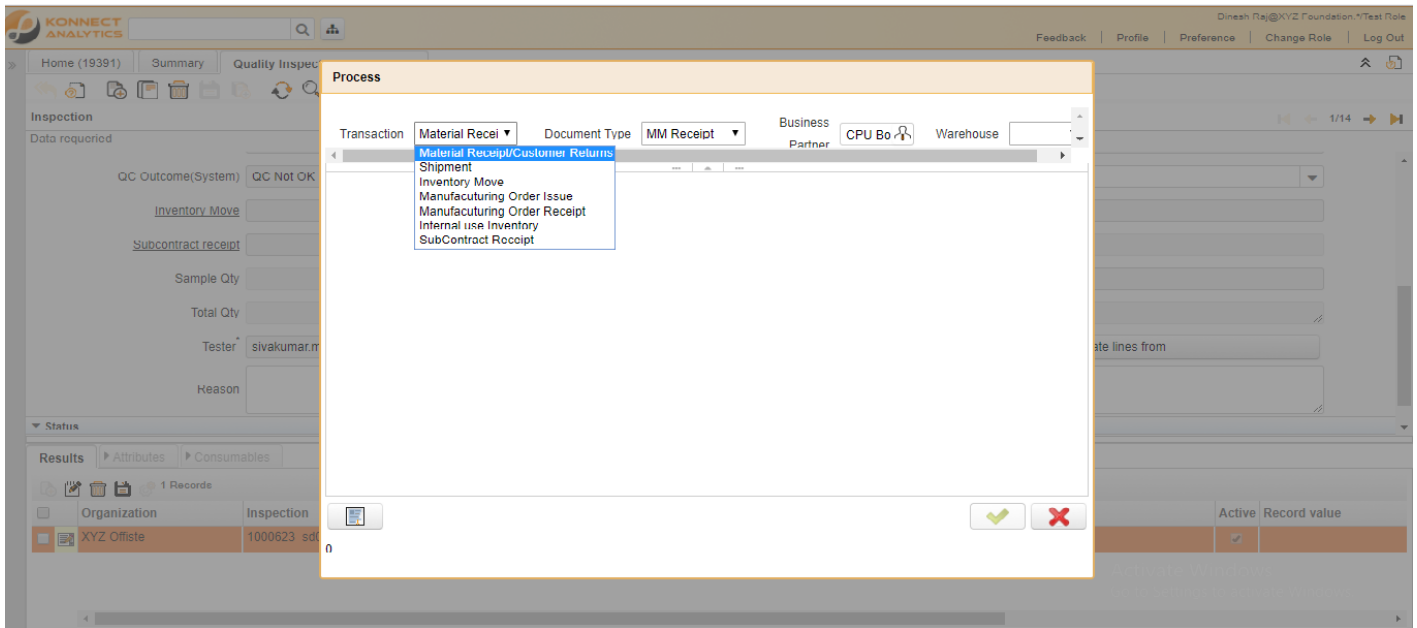 Dinesh Raj@XYZ Foundation.*/Test Role
KONNECT
ANALYTICS
Feedback | Profile | Preference | Change Role | Log Out
Home (19391) Summary Quality Inspec
Process
Inspection
1/14
Data requeried
Transaction Material Recei Document Type MM Receipt Business Partner CPU Bo Warehouse
Material Receipt/Customer Returns
Shipment
Inventory Move
Manufacuturing Order Issue
Manufacuturing Order Receipt
Internal use Inventory
SubContract Receipt
QC Outcome(System) QC Not OK
Inventory Move
Subcontract receipt
Sample Qty
Total Qty
Tester* sivakumar.m ate lines from
Reason
Status
Results Attributes Consumables
1 Records
Organization Inspection Active Record value
XYZ Offiste 1000623 sd0
0
Activate Windows